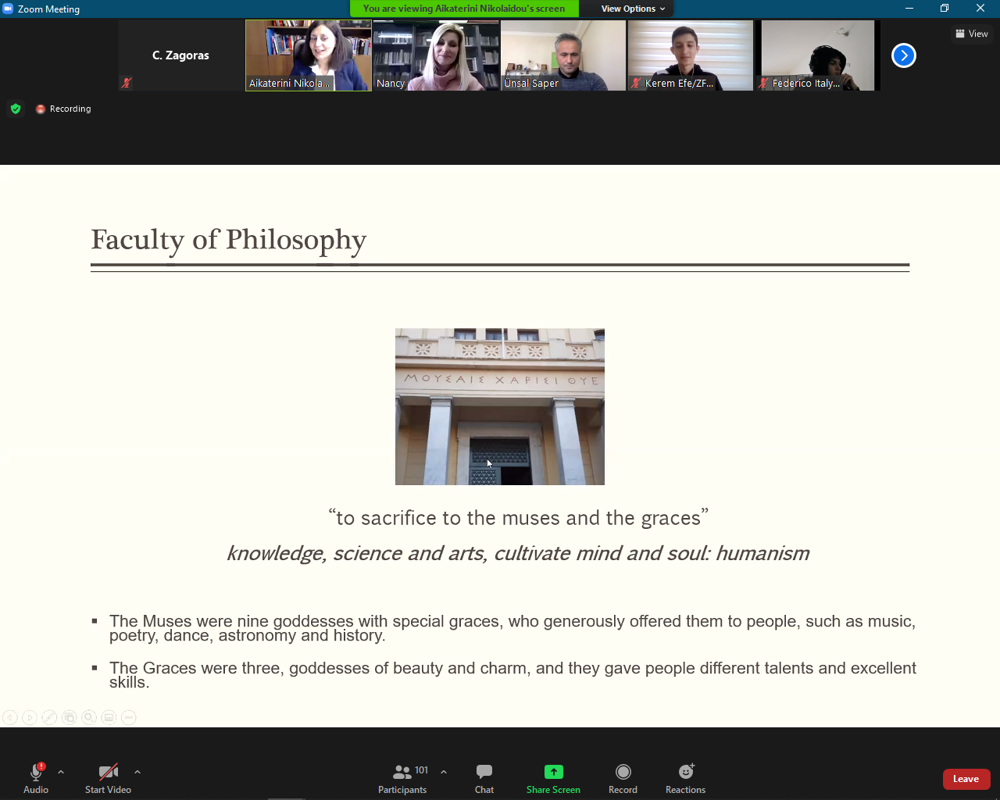 Zoom Meeting
You are viewing Aikaterini Nikolaidou's screen
View Options
C. Zagoras
Aikaterini Nikola...
Nancy
Ünsal Saper
Kerem Efe/ZF...
Federico Italy...
View
Recording
Faculty of Philosophy
ΜΟΥΣΑΙΣ ΧΑΡΙΣΙ ΘΥΕ
“to sacrifice to the muses and the graces”
knowledge, science and arts, cultivate mind and soul: humanism
▪ The Muses were nine goddesses with special graces, who generously offered them to people, such as music,
poetry, dance, astronomy and history.
▪ The Graces were three, goddesses of beauty and charm, and they gave people different talents and excellent
skills.
Audio
Start Video
101
Participants
Chat
Share Screen
Record
Reactions
Leave